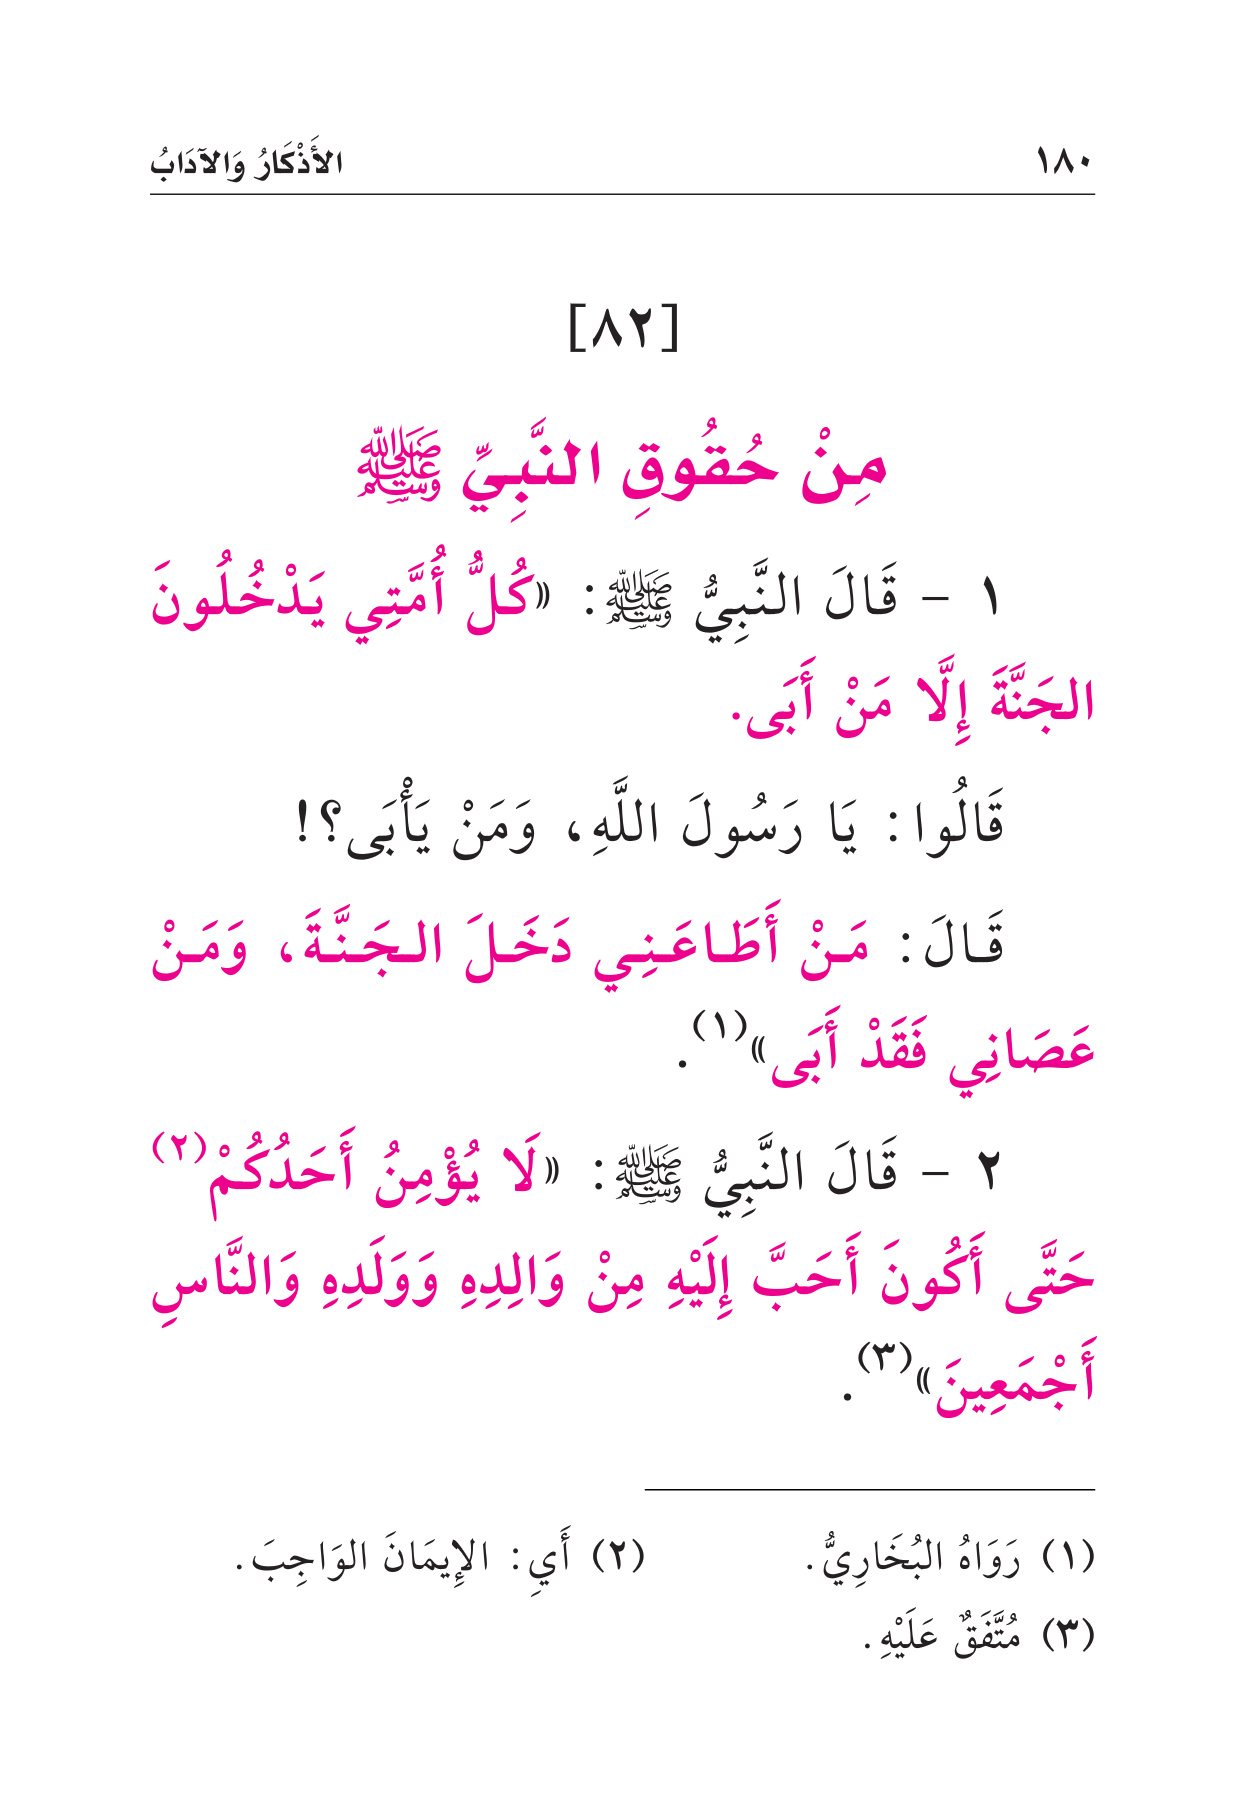 ١٨٠ الأَذْكَارُ وَالآدَابُ
[٨٢]
مِنْ حُقُوقِ النَّبِيِّ ﷺ
١ - قَالَ النَّبِيُّ ﷺ: «كُلُّ أُمَّتِي يَدْخُلُونَ
الجَنَّةَ إِلَّا مَنْ أَبَى.
قَالُوا: يَا رَسُولَ اللَّهِ، وَمَنْ يَأْبَى؟!
قَالَ: مَنْ أَطَاعَنِي دَخَلَ الجَنَّةَ، وَمَنْ
عَصَانِي فَقَدْ أَبَى»(١).
٢ - قَالَ النَّبِيُّ ﷺ: «لَا يُؤْمِنُ أَحَدُكُمْ(٢)
حَتَّى أَكُونَ أَحَبَّ إِلَيْهِ مِنْ وَالِدِهِ وَوَلَدِهِ وَالنَّاسِ
أَجْمَعِينَ»(٣).
(١) رَوَاهُ البُخَارِيُّ. (٢) أَيِ: الإِيمَانَ الوَاجِبَ.
(٣) مُتَّفَقٌ عَلَيْهِ.